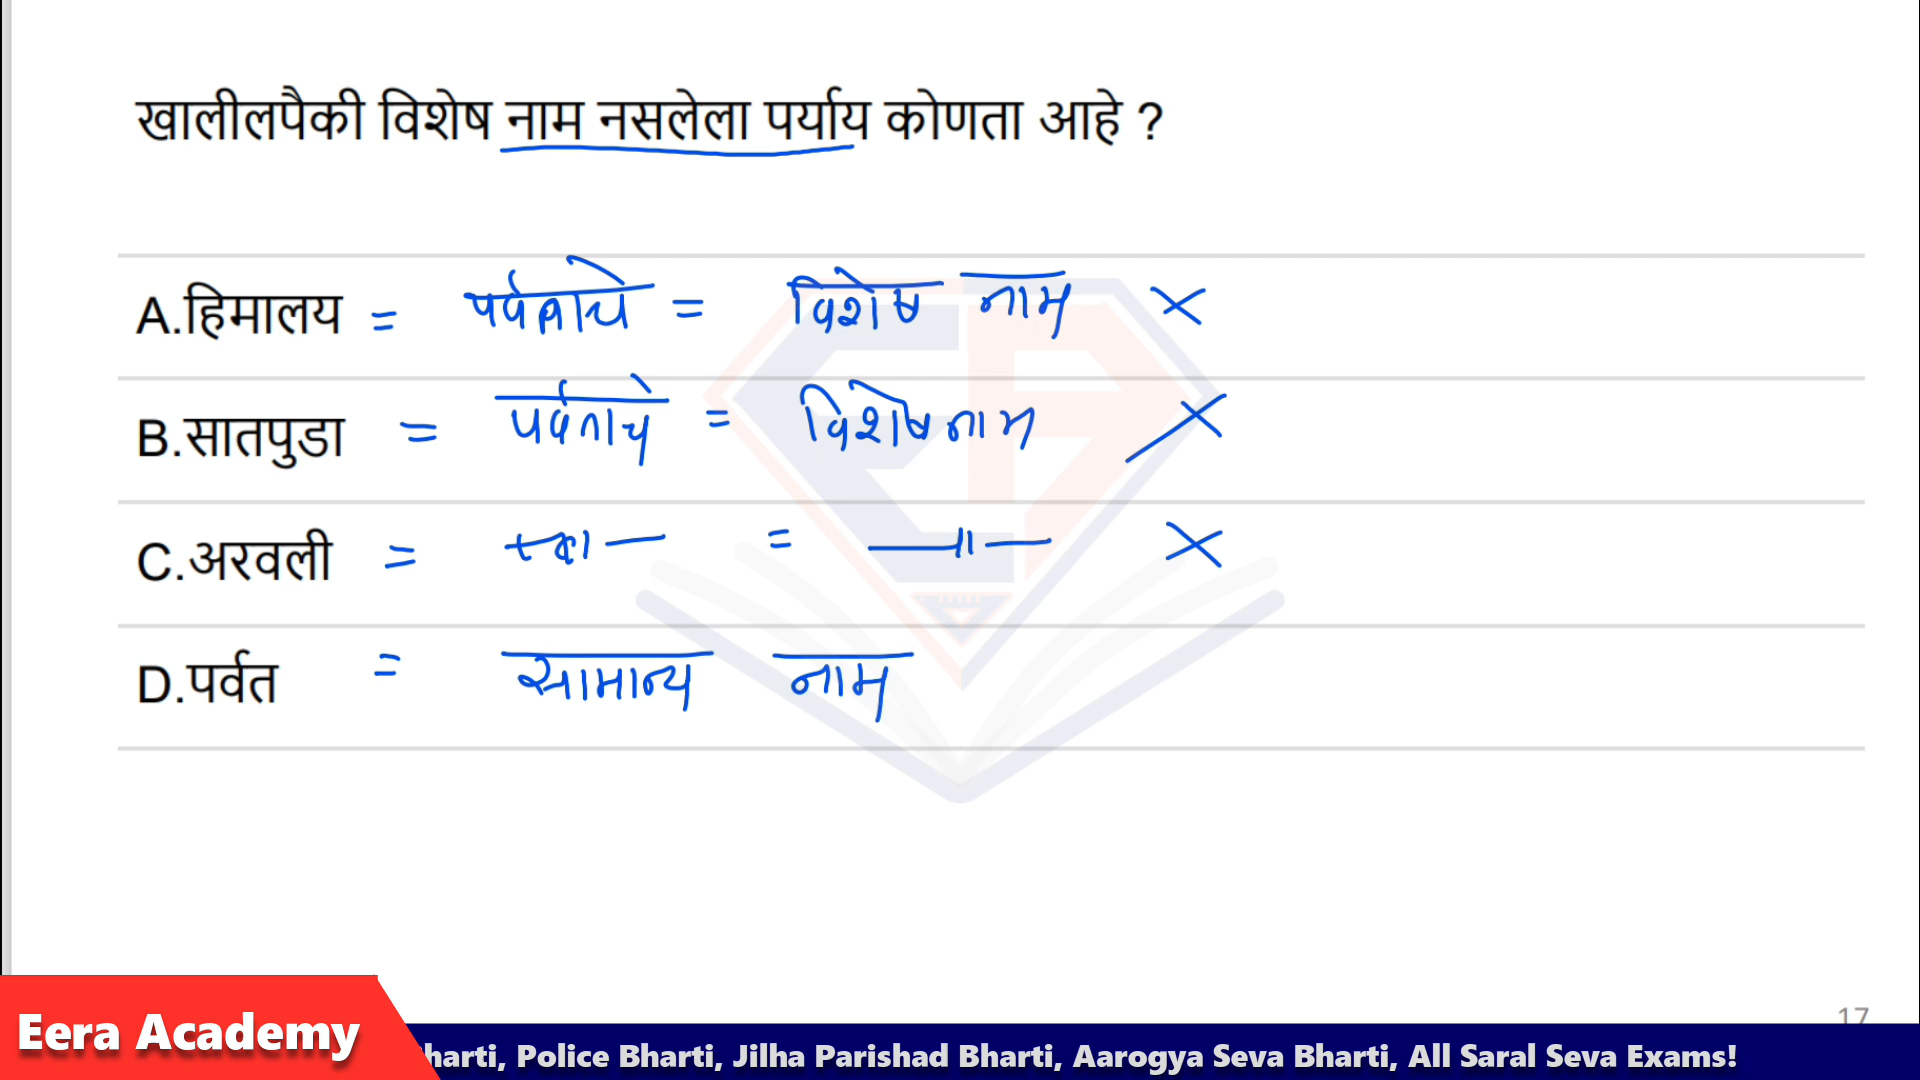 खालीलपैकी विशेष नाम नसलेला पर्याय कोणता आहे ?
A.हिमालय = पर्वताचे = विशेष नाम ×
B.सातपुडा = पर्वताचे = विशेष नाम ×
C.अरवली = = —॥— ×
D.पर्वत = सामान्य नाम
17
Eera Academy
harti, Police Bharti, Jilha Parishad Bharti, Aarogya Seva Bharti, All Saral Seva Exams!